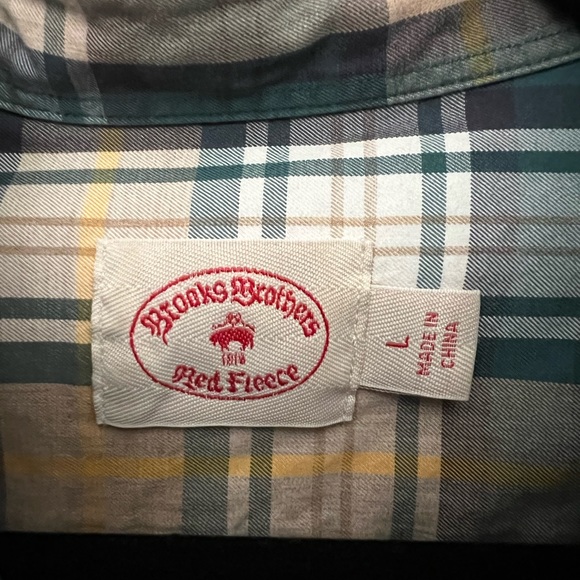 Brooks Brothers
1818
Red Fleece
L
MADE IN
CHINA